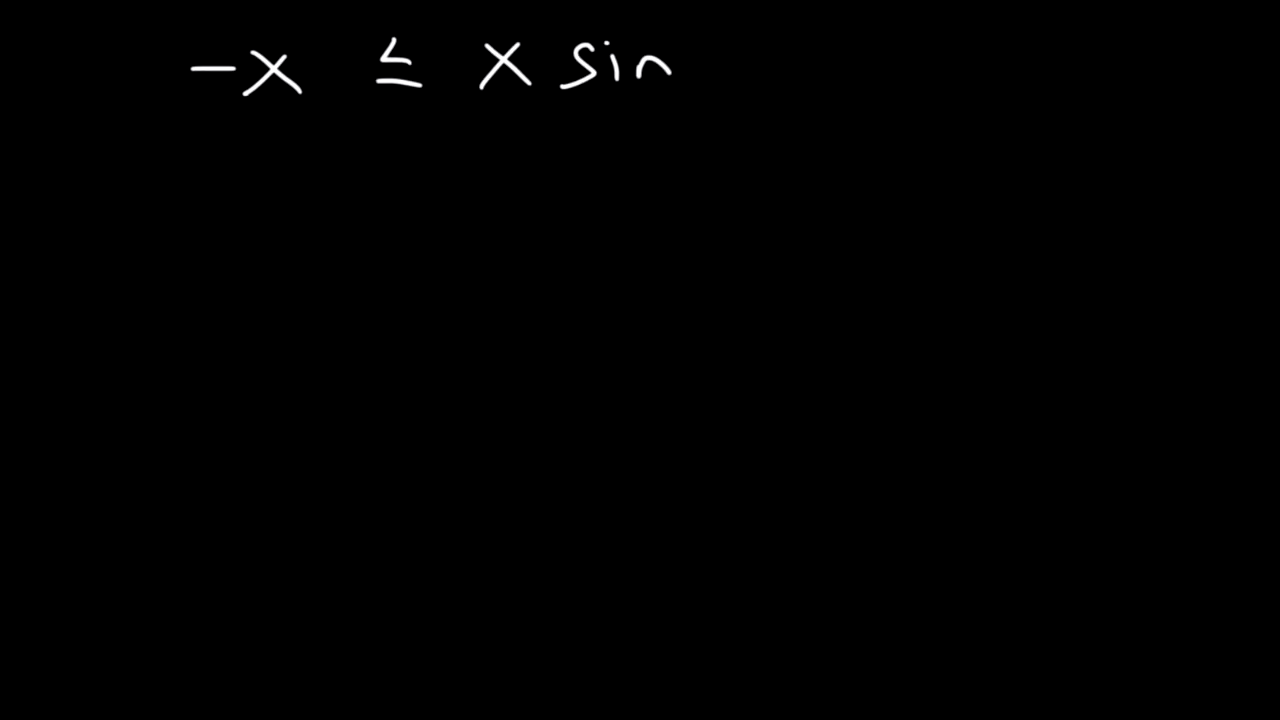 -x ≤ x sin